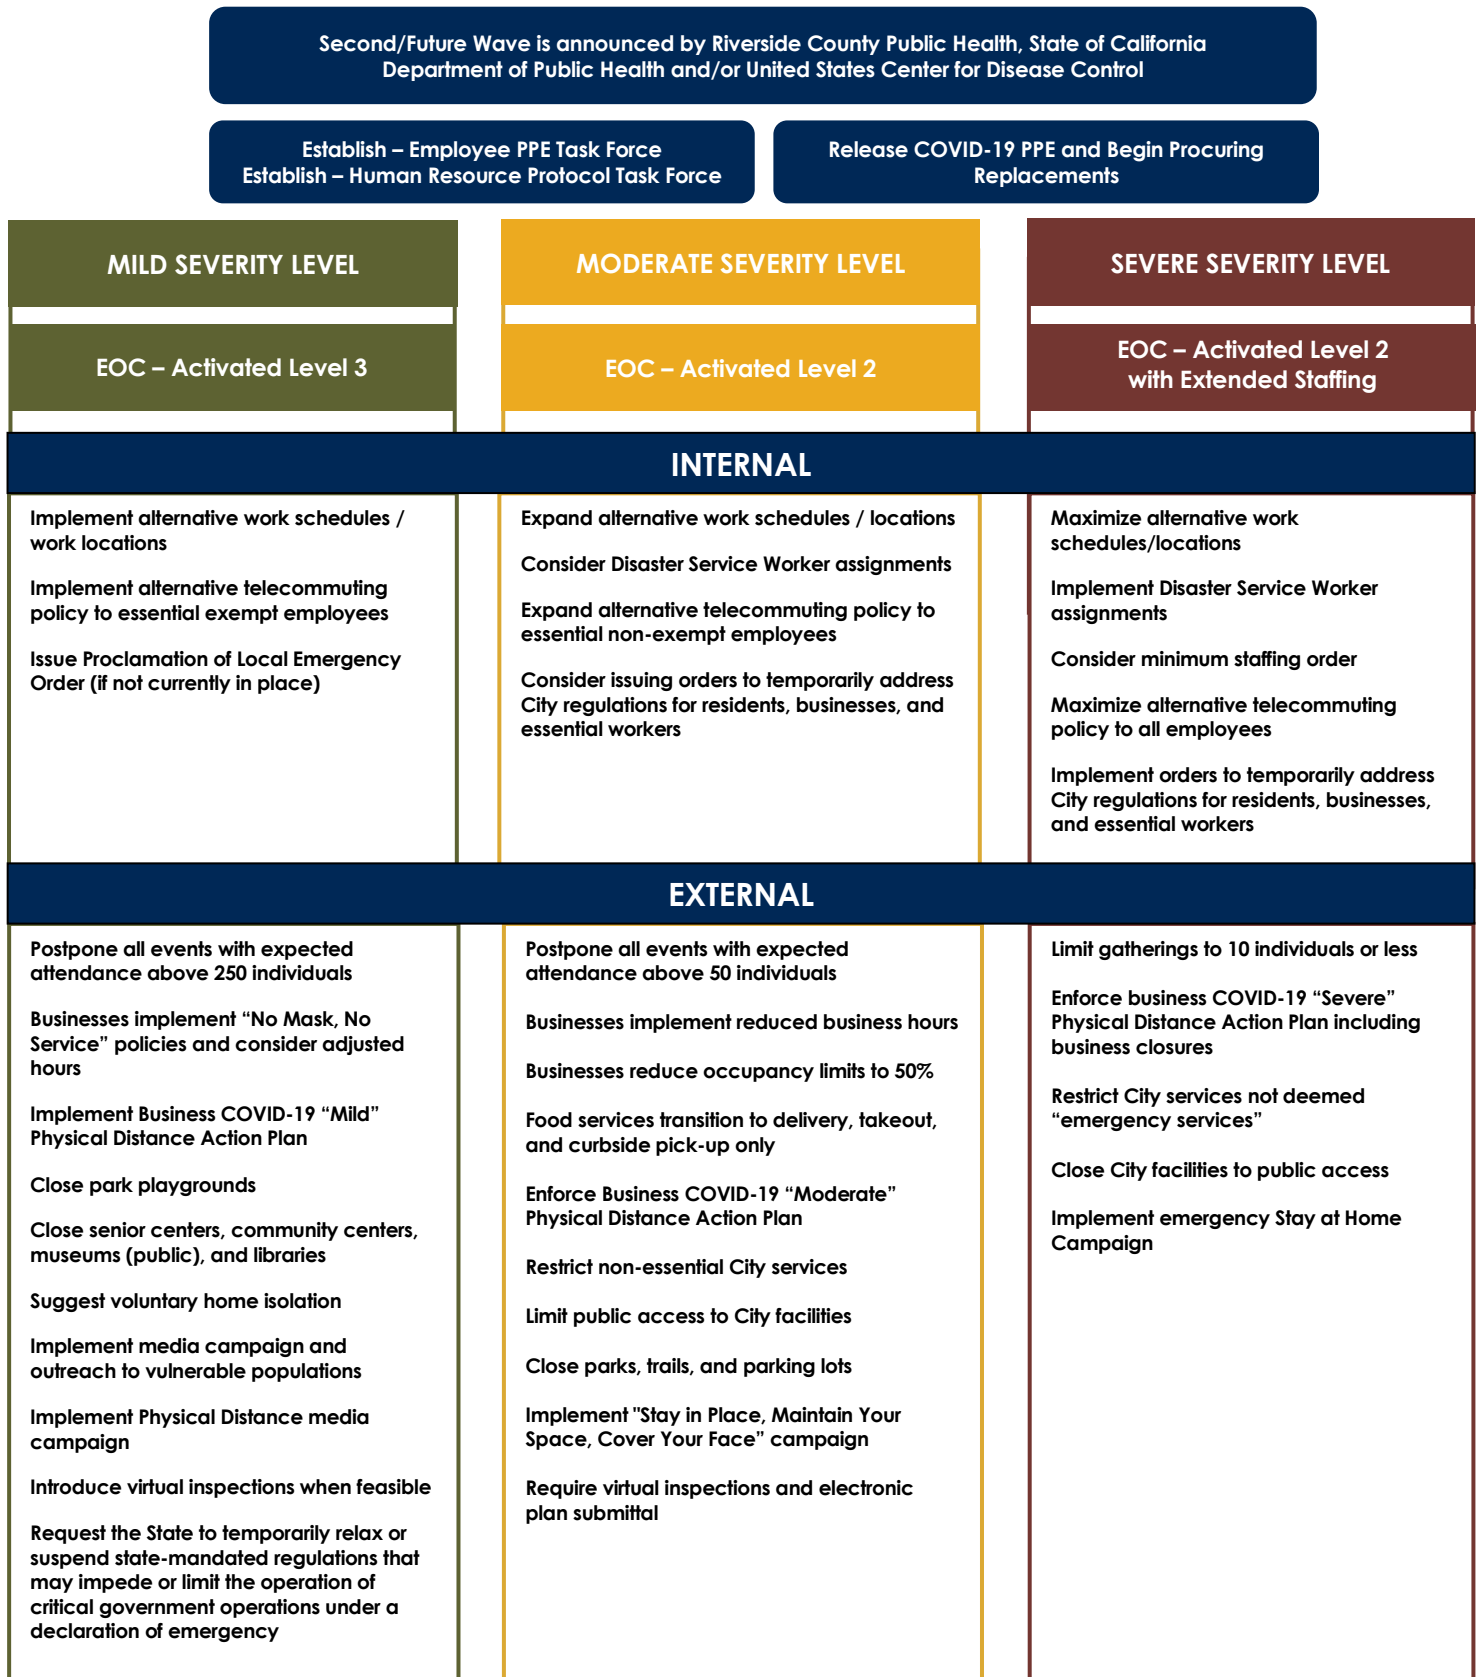 Second/Future Wave is announced by Riverside County Public Health, State of California
Department of Public Health and/or United States Center for Disease Control
Establish – Employee PPE Task Force
Establish – Human Resource Protocol Task Force
Release COVID-19 PPE and Begin Procuring
Replacements
MILD SEVERITY LEVEL
MODERATE SEVERITY LEVEL
SEVERE SEVERITY LEVEL
EOC – Activated Level 3
EOC – Activated Level 2
EOC – Activated Level 2
with Extended Staffing
INTERNAL
Implement alternative work schedules /
work locations
Implement alternative telecommuting
policy to essential exempt employees
Issue Proclamation of Local Emergency
Order (if not currently in place)
Expand alternative work schedules / locations
Consider Disaster Service Worker assignments
Expand alternative telecommuting policy to
essential non-exempt employees
Consider issuing orders to temporarily address
City regulations for residents, businesses, and
essential workers
Maximize alternative work
schedules/locations
Implement Disaster Service Worker
assignments
Consider minimum staffing order
Maximize alternative telecommuting
policy to all employees
Implement orders to temporarily address
City regulations for residents, businesses,
and essential workers
EXTERNAL
Postpone all events with expected
attendance above 250 individuals
Businesses implement “No Mask, No
Service” policies and consider adjusted
hours
Implement Business COVID-19 “Mild”
Physical Distance Action Plan
Close park playgrounds
Close senior centers, community centers,
museums (public), and libraries
Suggest voluntary home isolation
Implement media campaign and
outreach to vulnerable populations
Implement Physical Distance media
campaign
Introduce virtual inspections when feasible
Request the State to temporarily relax or
suspend state-mandated regulations that
may impede or limit the operation of
critical government operations under a
declaration of emergency
Postpone all events with expected
attendance above 50 individuals
Businesses implement reduced business hours
Businesses reduce occupancy limits to 50%
Food services transition to delivery, takeout,
and curbside pick-up only
Enforce Business COVID-19 “Moderate”
Physical Distance Action Plan
Restrict non-essential City services
Limit public access to City facilities
Close parks, trails, and parking lots
Implement "Stay in Place, Maintain Your
Space, Cover Your Face” campaign
Require virtual inspections and electronic
plan submittal
Limit gatherings to 10 individuals or less
Enforce business COVID-19 “Severe”
Physical Distance Action Plan including
business closures
Restrict City services not deemed
“emergency services”
Close City facilities to public access
Implement emergency Stay at Home
Campaign